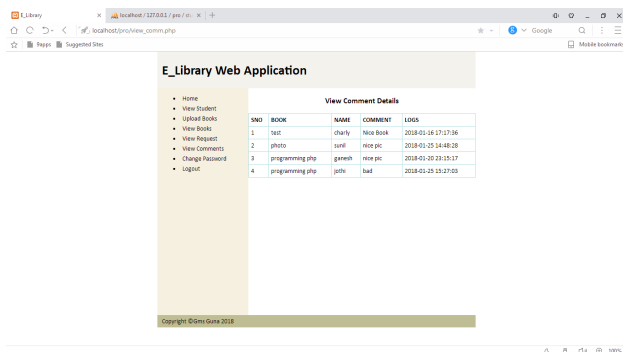 E_Library
localhost / 127.0.0.1 / pro /
localhost/pro/view_comm.php
Google
Bapps
Suggested Sites
Mobile bookmarks
E_Library Web Application
Home
View Student
Upload Books
View Books
View Request
View Comments
Change Password
Logout
View Comment Details
SNO BOOK NAME COMMENT LOGS
1 test charly Nice Book 2018-01-16 17:17:36
2 photo sunil nice pic 2018-01-25 14:48:28
3 programming php ganesh nice pic 2018-01-20 23:15:17
4 programming php jothi bad 2018-01-25 15:27:03
Copyright ©Gms Guna 2018
100%